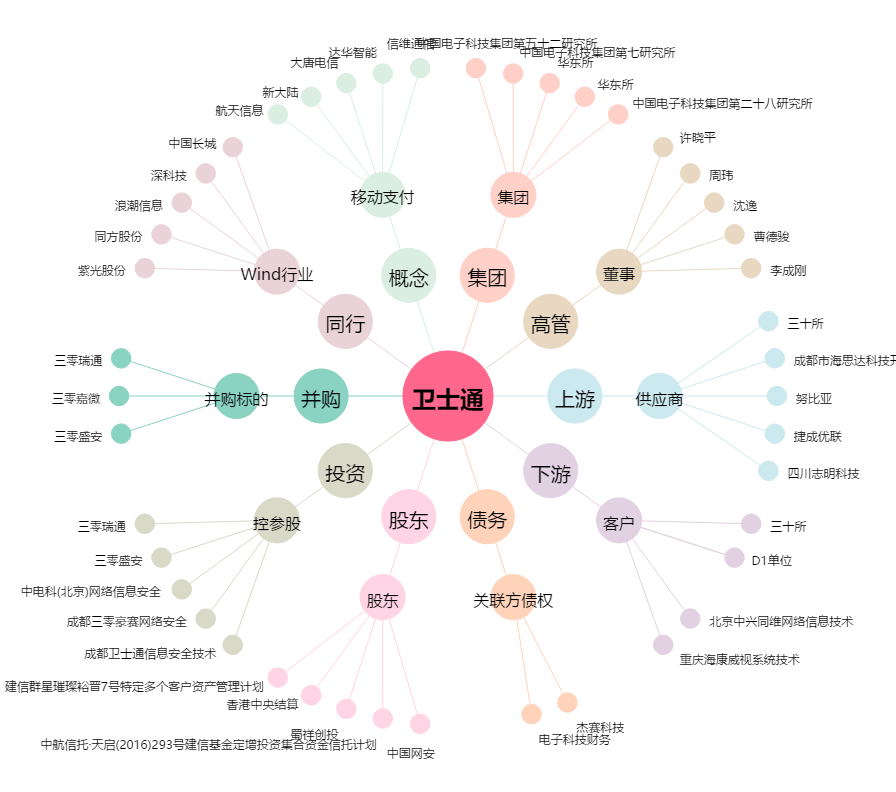 信维通信
中国电子科技集团第五十二研究所
达华智能
中国电子科技集团第七研究所
大唐电信
华东所
新大陆
华东所
航天信息
中国电子科技集团第二十八研究所
中国长城
许晓平
深科技
周玮
移动支付
集团
浪潮信息
沈逸
同方股份
曹德骏
紫光股份
Wind行业
概念
集团
董事
李成刚
同行
高管
三十所
三零瑞通
成都市海思达科技开
三零嘉微
并购标的
并购
卫士通
上游
供应商
努比亚
三零盛安
捷成优联
投资
下游
四川志明科技
三零瑞通
控参股
股东
债务
客户
三十所
三零盛安
D1单位
中电科(北京)网络信息安全
股东
关联方债权
成都三零豪赛网络安全
北京中兴同维网络信息技术
成都卫士通信息安全技术
重庆海康威视系统技术
建信群星璀璨裕晋7号特定多个客户资产管理计划
香港中央结算
杰赛科技
蜀祥创投
电子科技财务
中航信托·天启(2016)293号建信基金定增投资集合资金信托计划
中国网安